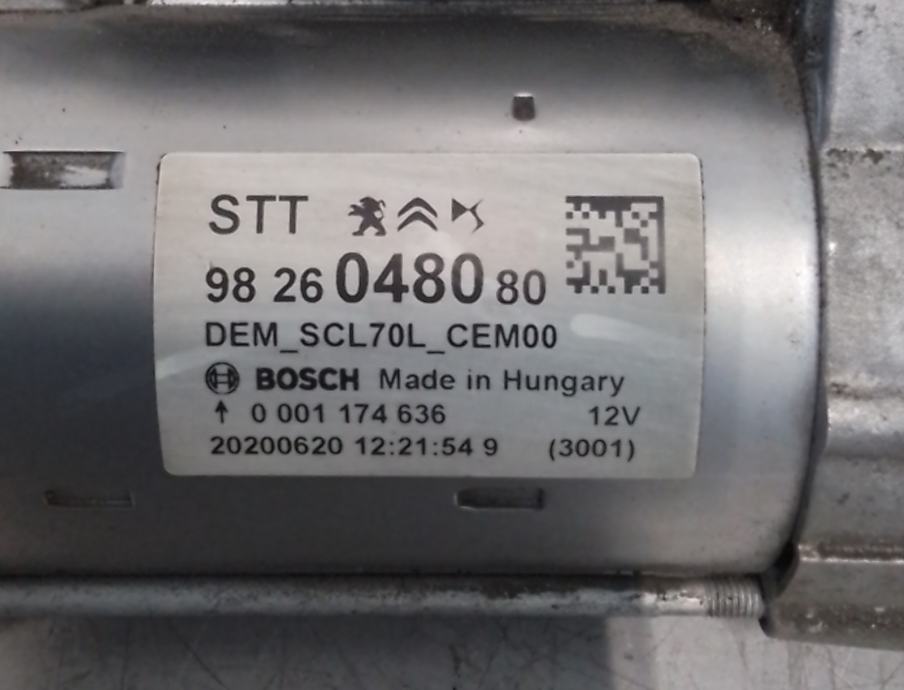 STT
98 26 0480 80
DEM_SCL70L_CEM00
BOSCH Made in Hungary
↑ 0 001 174 636 12V
20200620 12:21:54 9 (3001)